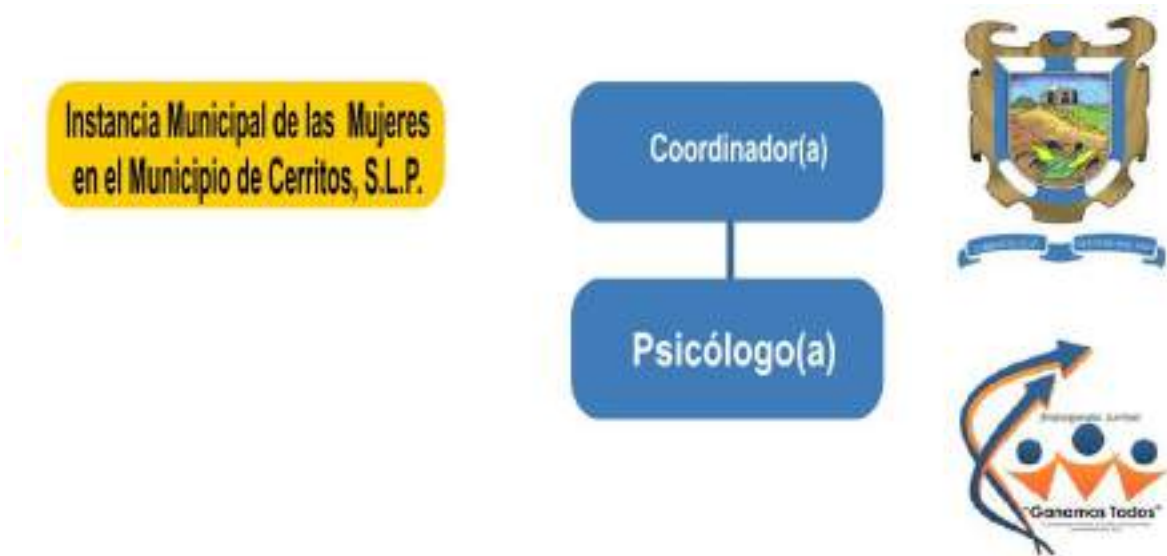 Instancia Municipal de las Mujeres
en el Municipio de Cerritos, S.L.P.
Coordinador(a)
Psicólogo(a)
"Ganamos Todos"